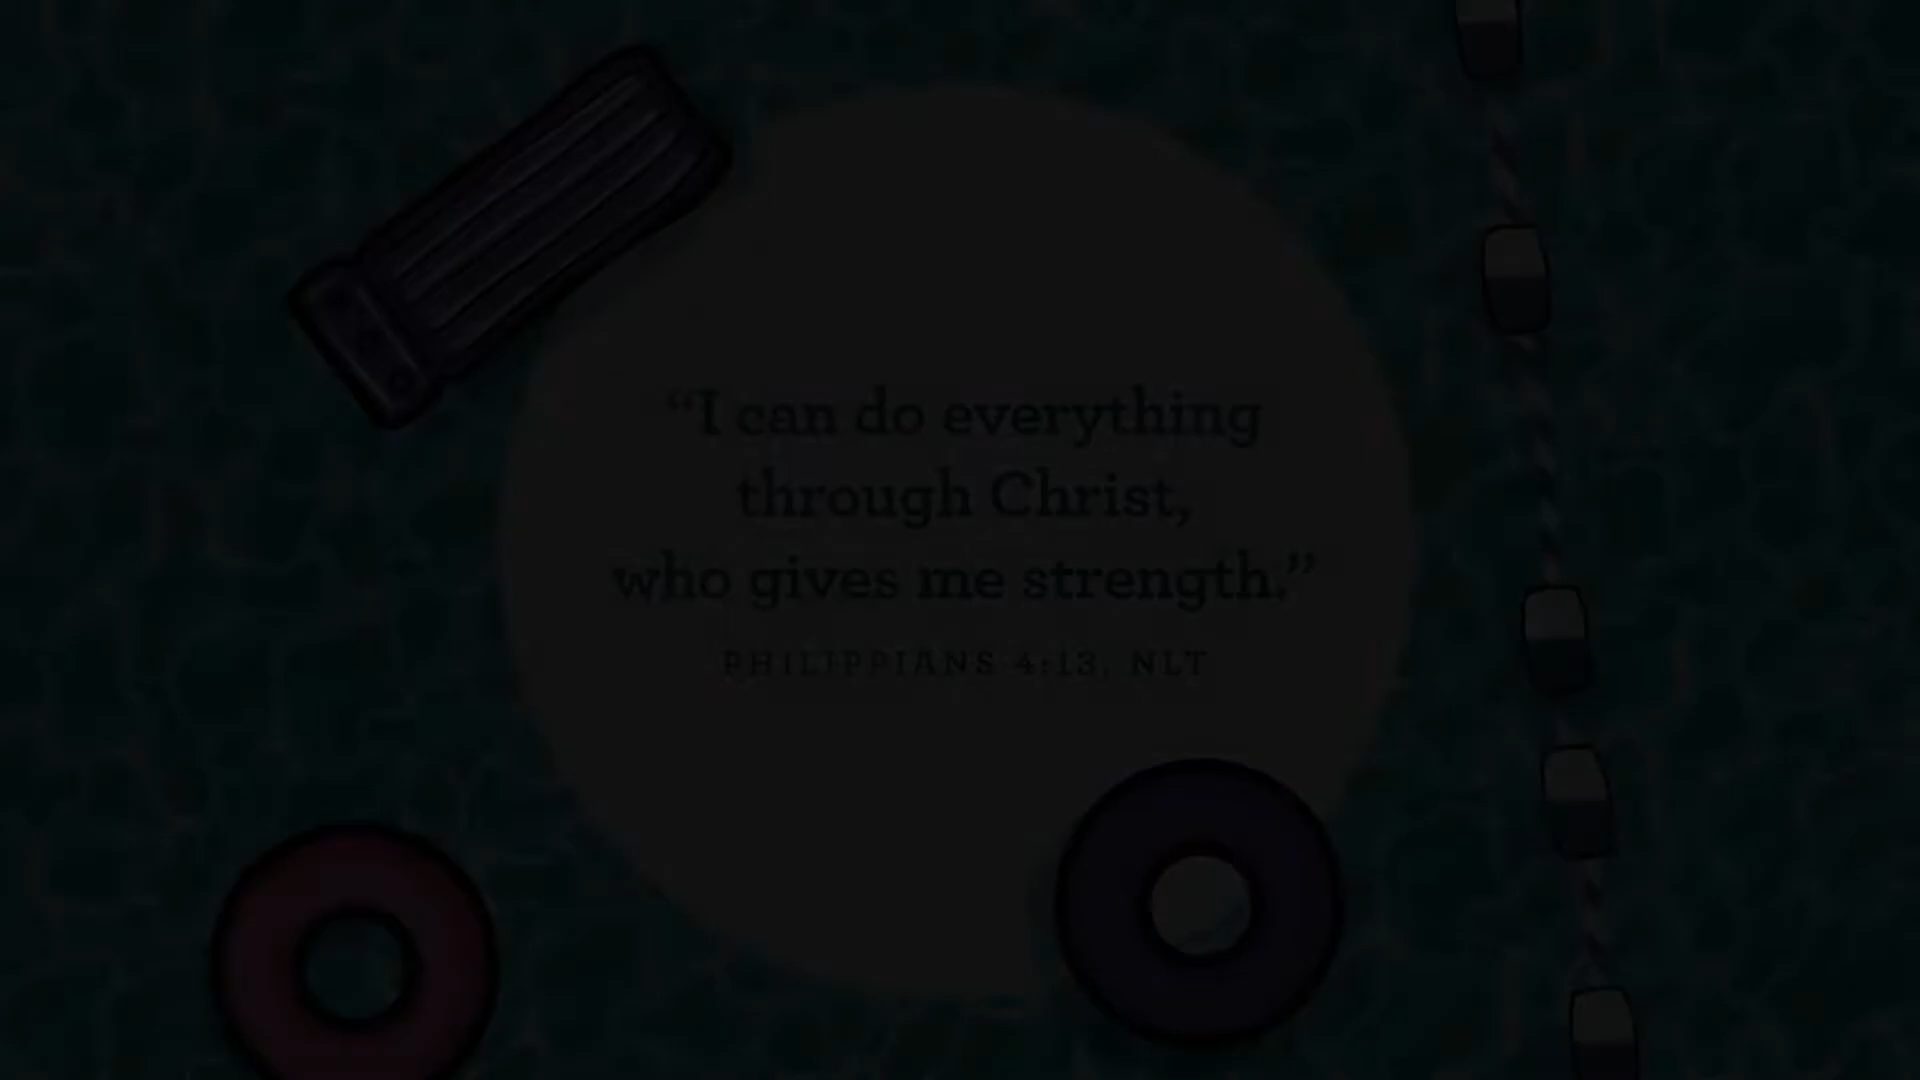 “I can do everything
through Christ,
who gives me strength.”
PHILIPPIANS 4:13, NLT